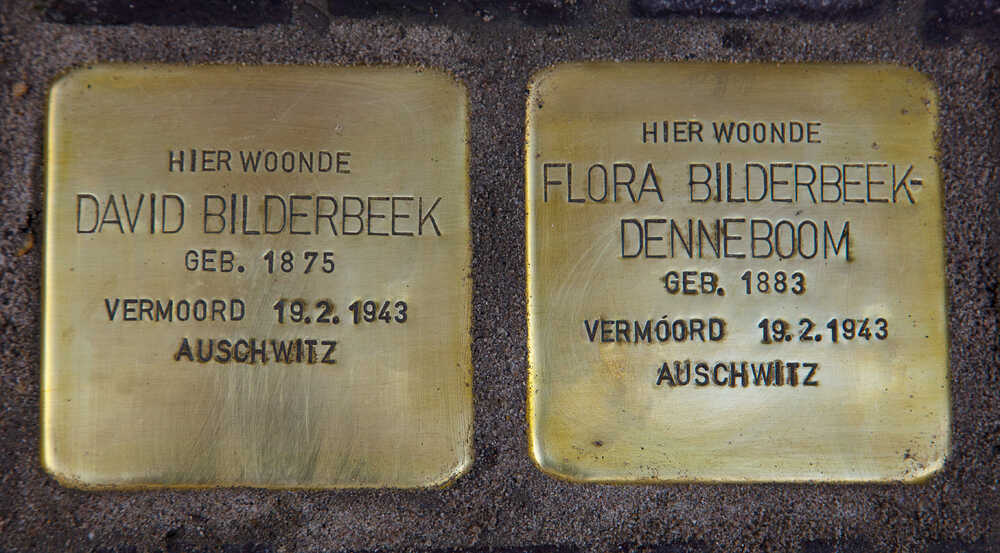 HIER WOONDE
DAVID BILDERBEEK
GEB. 1875
VERMOORD 19.2.1943
AUSCHWITZ
HIER WOONDE
FLORA BILDERBEEK-
DENNEBOOM
GEB. 1883
VERMOORD 19.2.1943
AUSCHWITZ